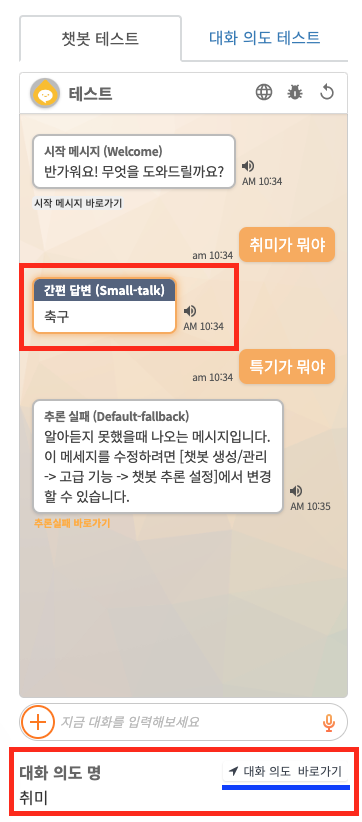 챗봇 테스트
대화 의도 테스트
테스트
시작 메시지 (Welcome)
반가워요! 무엇을 도와드릴까요?
AM 10:34
시작 메시지 바로가기
취미가 뭐야
am 10:34
간편 답변 (Small-talk)
축구
AM 10:34
특기가 뭐야
am 10:34
추론 실패 (Default-fallback)
알아듣지 못했을때 나오는 메시지입니다.
이 메세지를 수정하려면 [챗봇 생성/관리
-> 고급 기능 -> 챗봇 추론 설정]에서 변경
할 수 있습니다.
AM 10:35
추론실패 바로가기
지금 대화를 입력해보세요
대화 의도 명
대화 의도 바로가기
취미